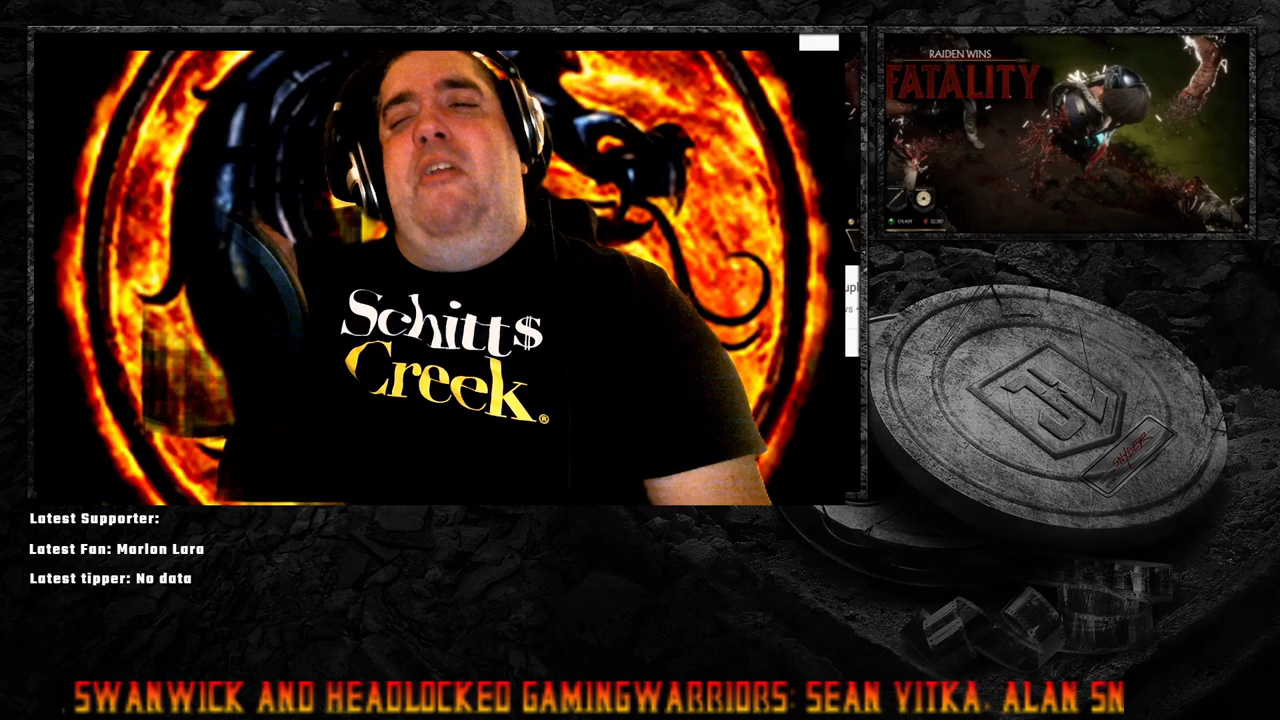 RAIDEN WINS
FATALITY
Schitt$
Creek®
SNYDER
Latest Supporter:
Latest Fan: Marlon Lara
Latest tipper: No data
SWANWICK AND HEADLOCKED GAMINGWARRIORS: SEAN VITKA, ALAN SN